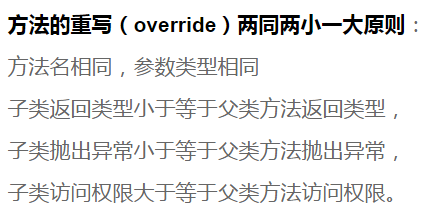 方法的重写（override）两同两小一大原则：
方法名相同，参数类型相同
子类返回类型小于等于父类方法返回类型，
子类抛出异常小于等于父类方法抛出异常，
子类访问权限大于等于父类方法访问权限。